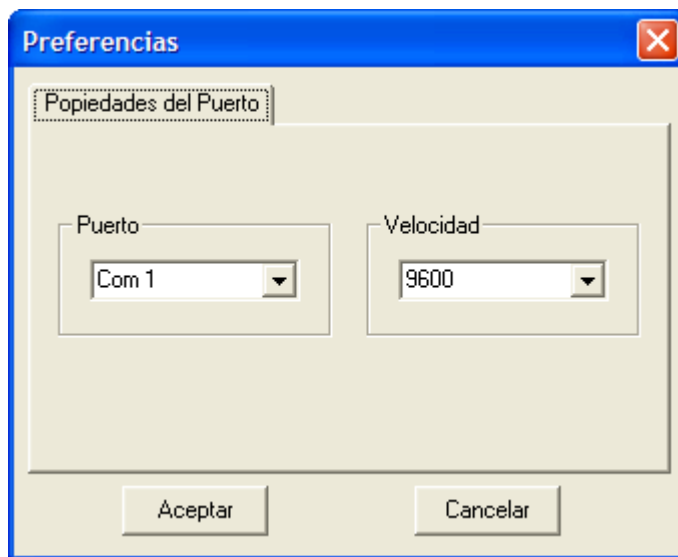 Preferencias
Popiedades del Puerto
Puerto
Velocidad
Com 1
9600
Aceptar
Cancelar